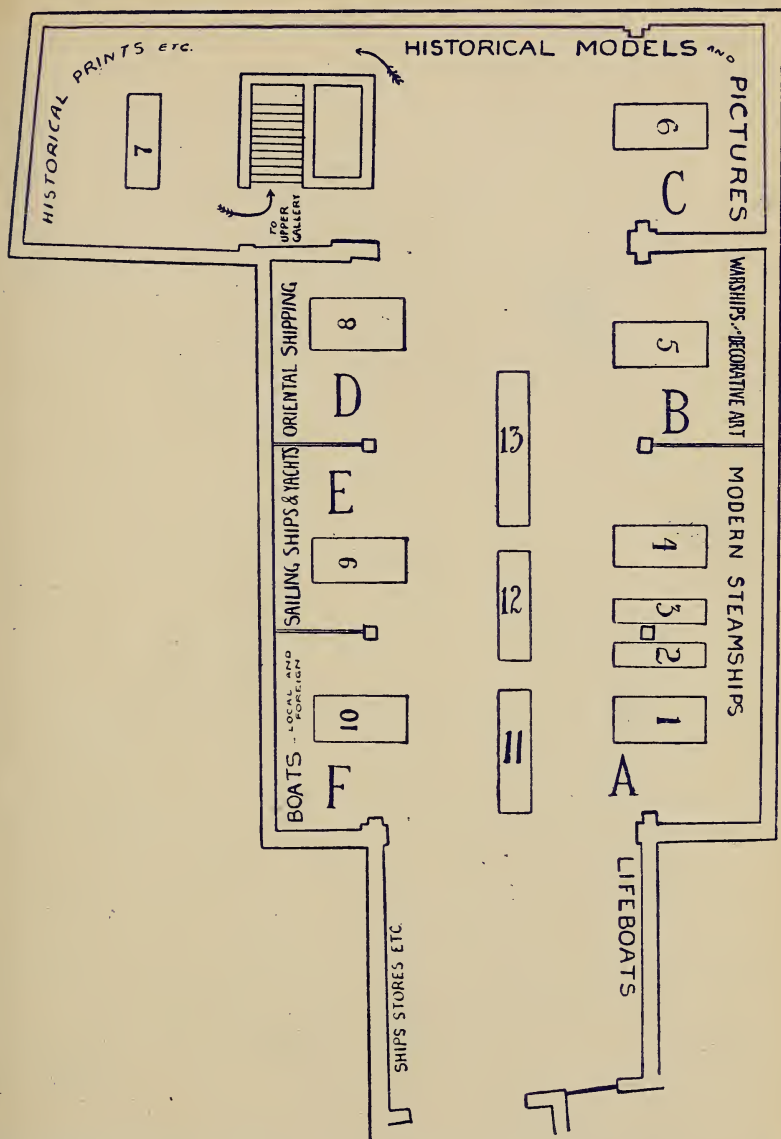 HISTORICAL PRINTS ETC.
HISTORICAL MODELS AND PICTURES
7
6
TO
UPPER
GALLERY
C
ORIENTAL SHIPPING
8
D
WARSHIPS AND DECORATIVE ART
5
B
13
SAILING SHIPS & YACHTS
E
9
MODERN STEAMSHIPS
4
3
2
1
12
BOATS - LOCAL AND
FOREIGN
10
F
11
A
SHIPS STORES ETC.
LIFEBOATS